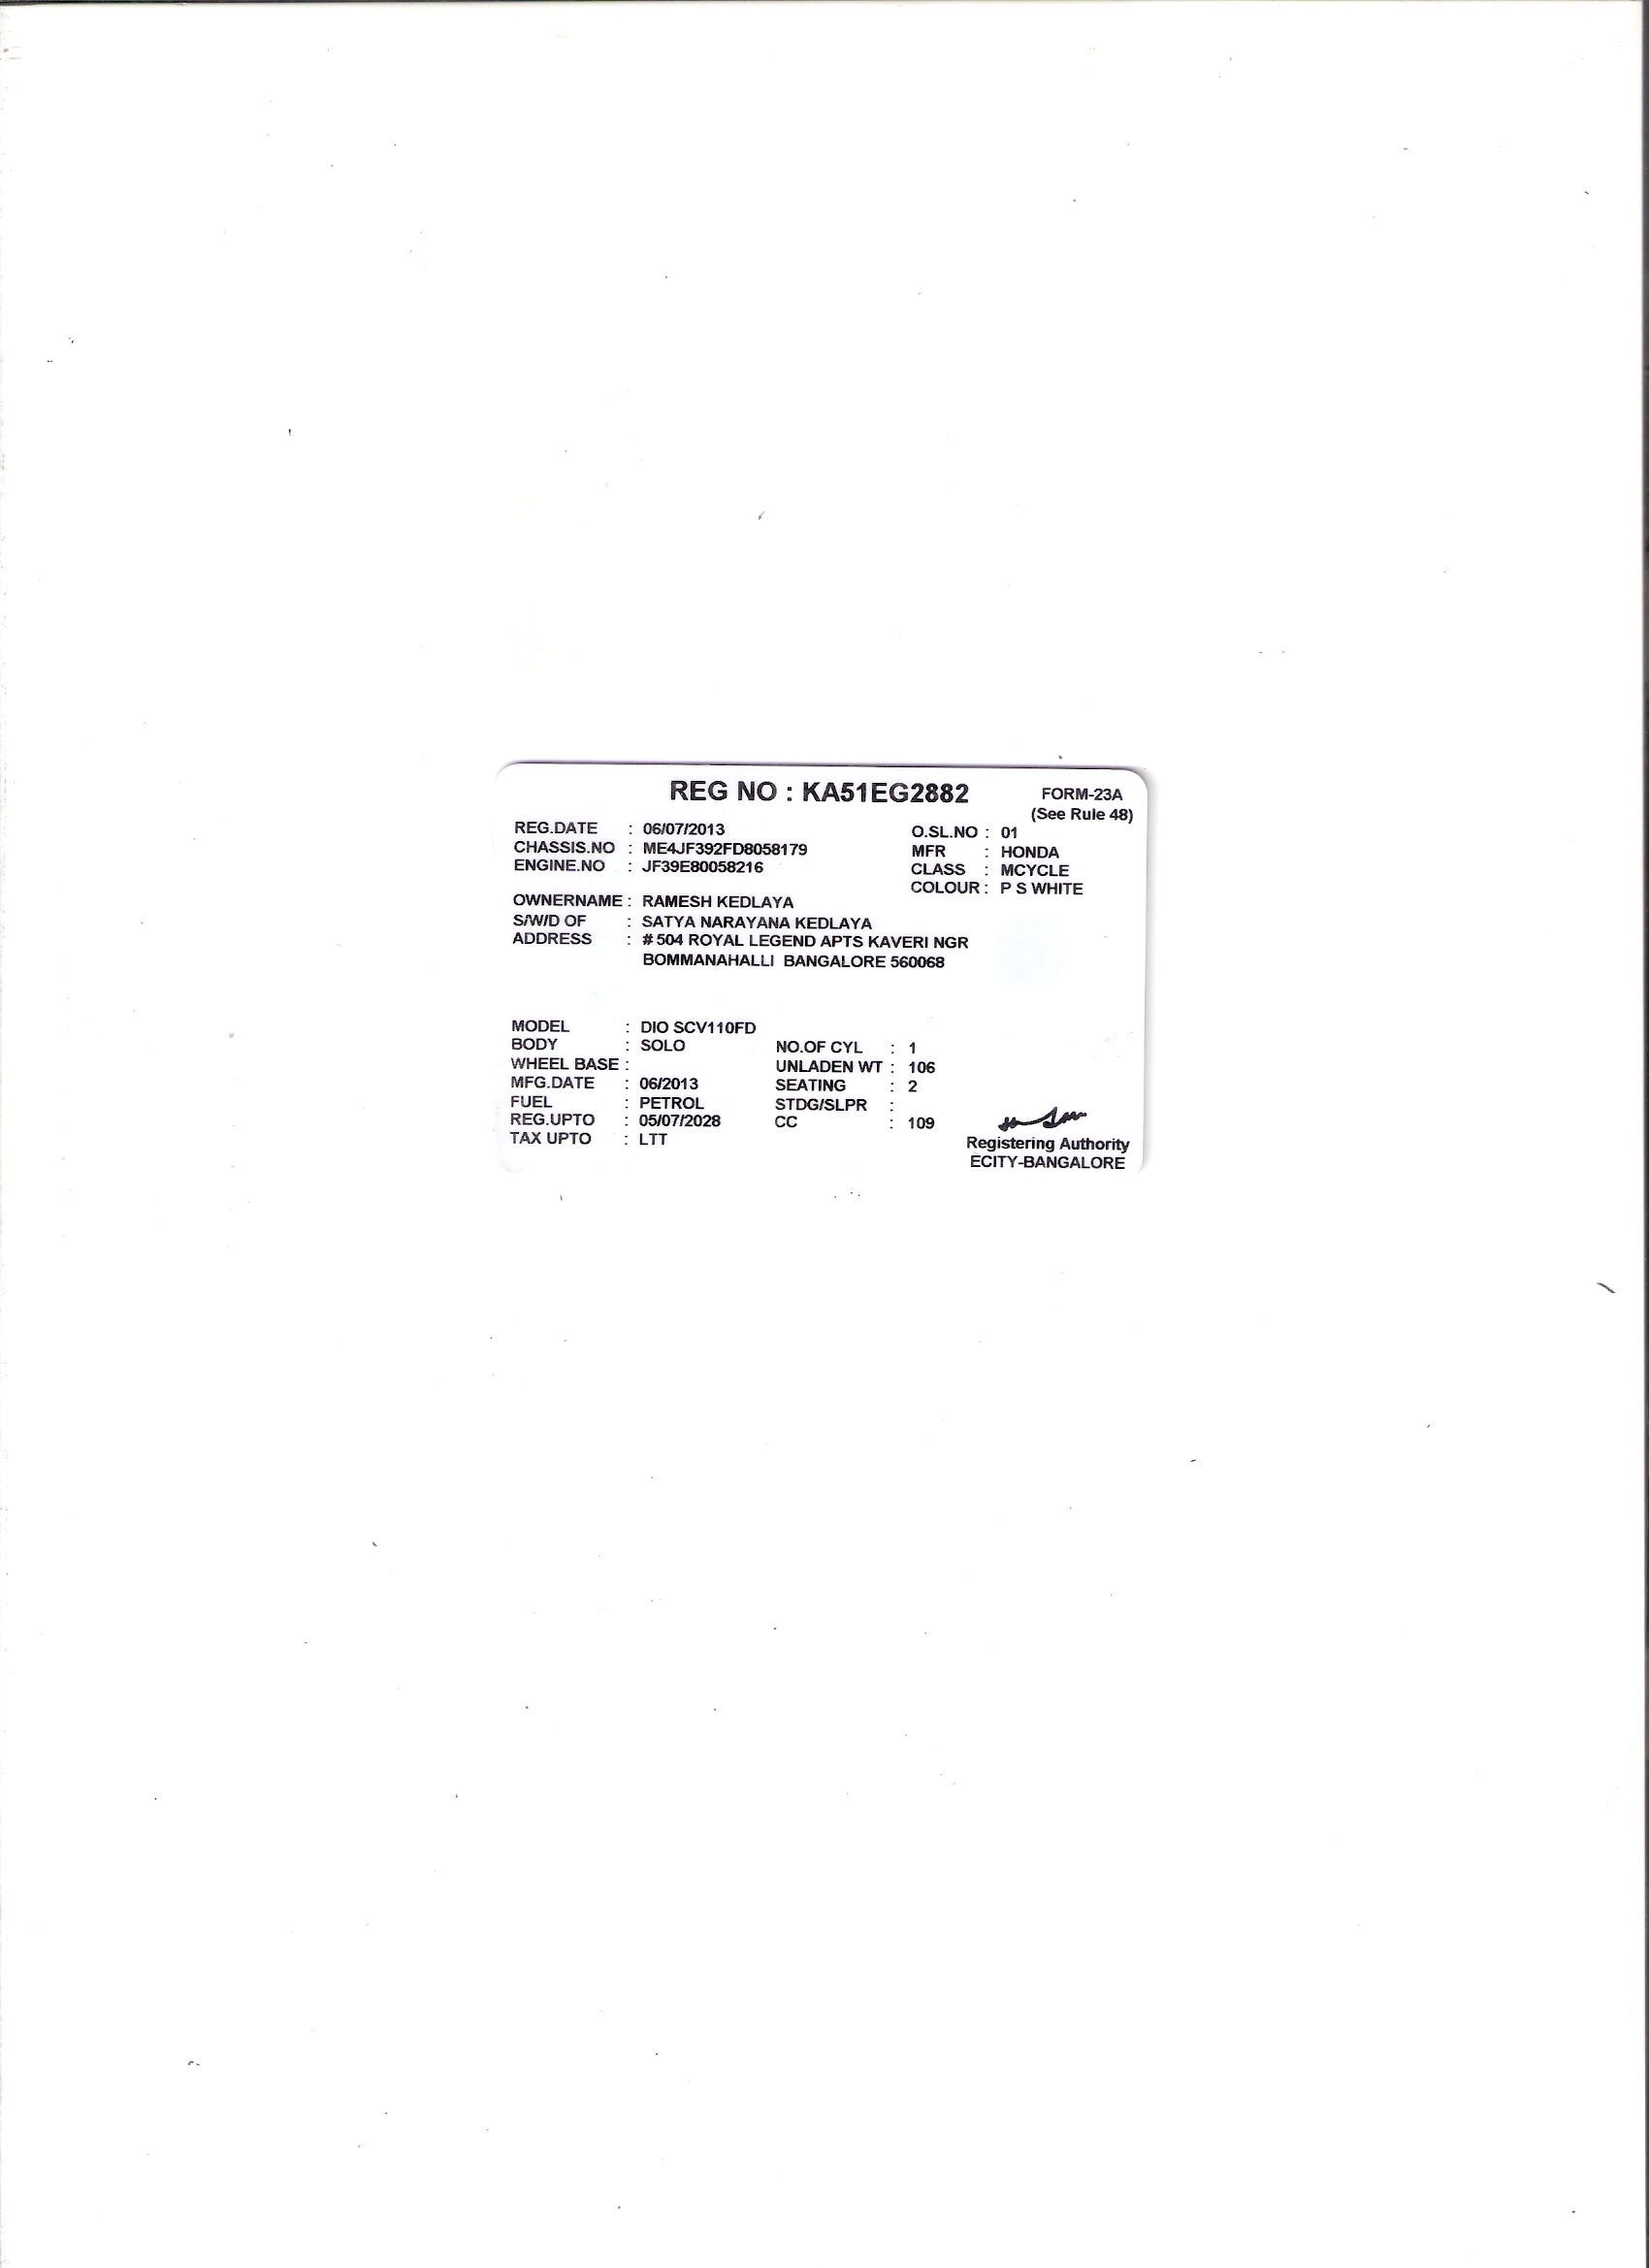 REG NO : KA51EG2882
FORM-23A
(See Rule 48)
REG.DATE : 06/07/2013
O.SL.NO : 01
CHASSIS.NO : ME4JF392FD8058179
MFR : HONDA
ENGINE.NO : JF39E80058216
CLASS : MCYCLE
COLOUR : P S WHITE
OWNERNAME : RAMESH KEDLAYA
S/W/D OF : SATYA NARAYANA KEDLAYA
ADDRESS : # 504 ROYAL LEGEND APTS KAVERI NGR
BOMMANAHALLI BANGALORE 560068
MODEL : DIO SCV110FD
BODY : SOLO
NO.OF CYL : 1
WHEEL BASE :
UNLADEN WT : 106
MFG.DATE : 06/2013
SEATING : 2
FUEL : PETROL
STDG/SLPR :
REG.UPTO : 05/07/2028
CC : 109
TAX UPTO : LTT
Registering Authority
ECITY-BANGALORE